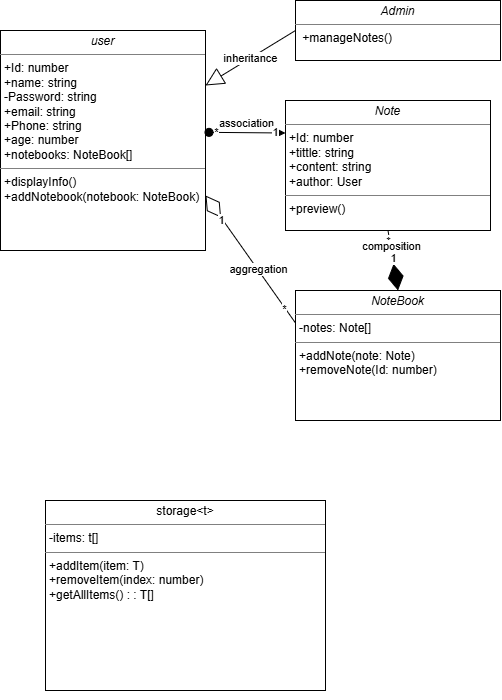 user
+Id: number
+name: string
-Password: string
+email: string
+Phone: string
+age: number
+notebooks: NoteBook[]
+displayInfo()
+addNotebook(notebook: NoteBook)
Admin
+manageNotes()
inheritance
association
* 1
Note
+Id: number
+tittle: string
+content: string
+author: User
+preview()
*
composition
1
1
aggregation
*
NoteBook
-notes: Note[]
+addNote(note: Note)
+removeNote(Id: number)
storage<t>
-items: t[]
+addItem(item: T)
+removeItem(index: number)
+getAllItems() : : T[]